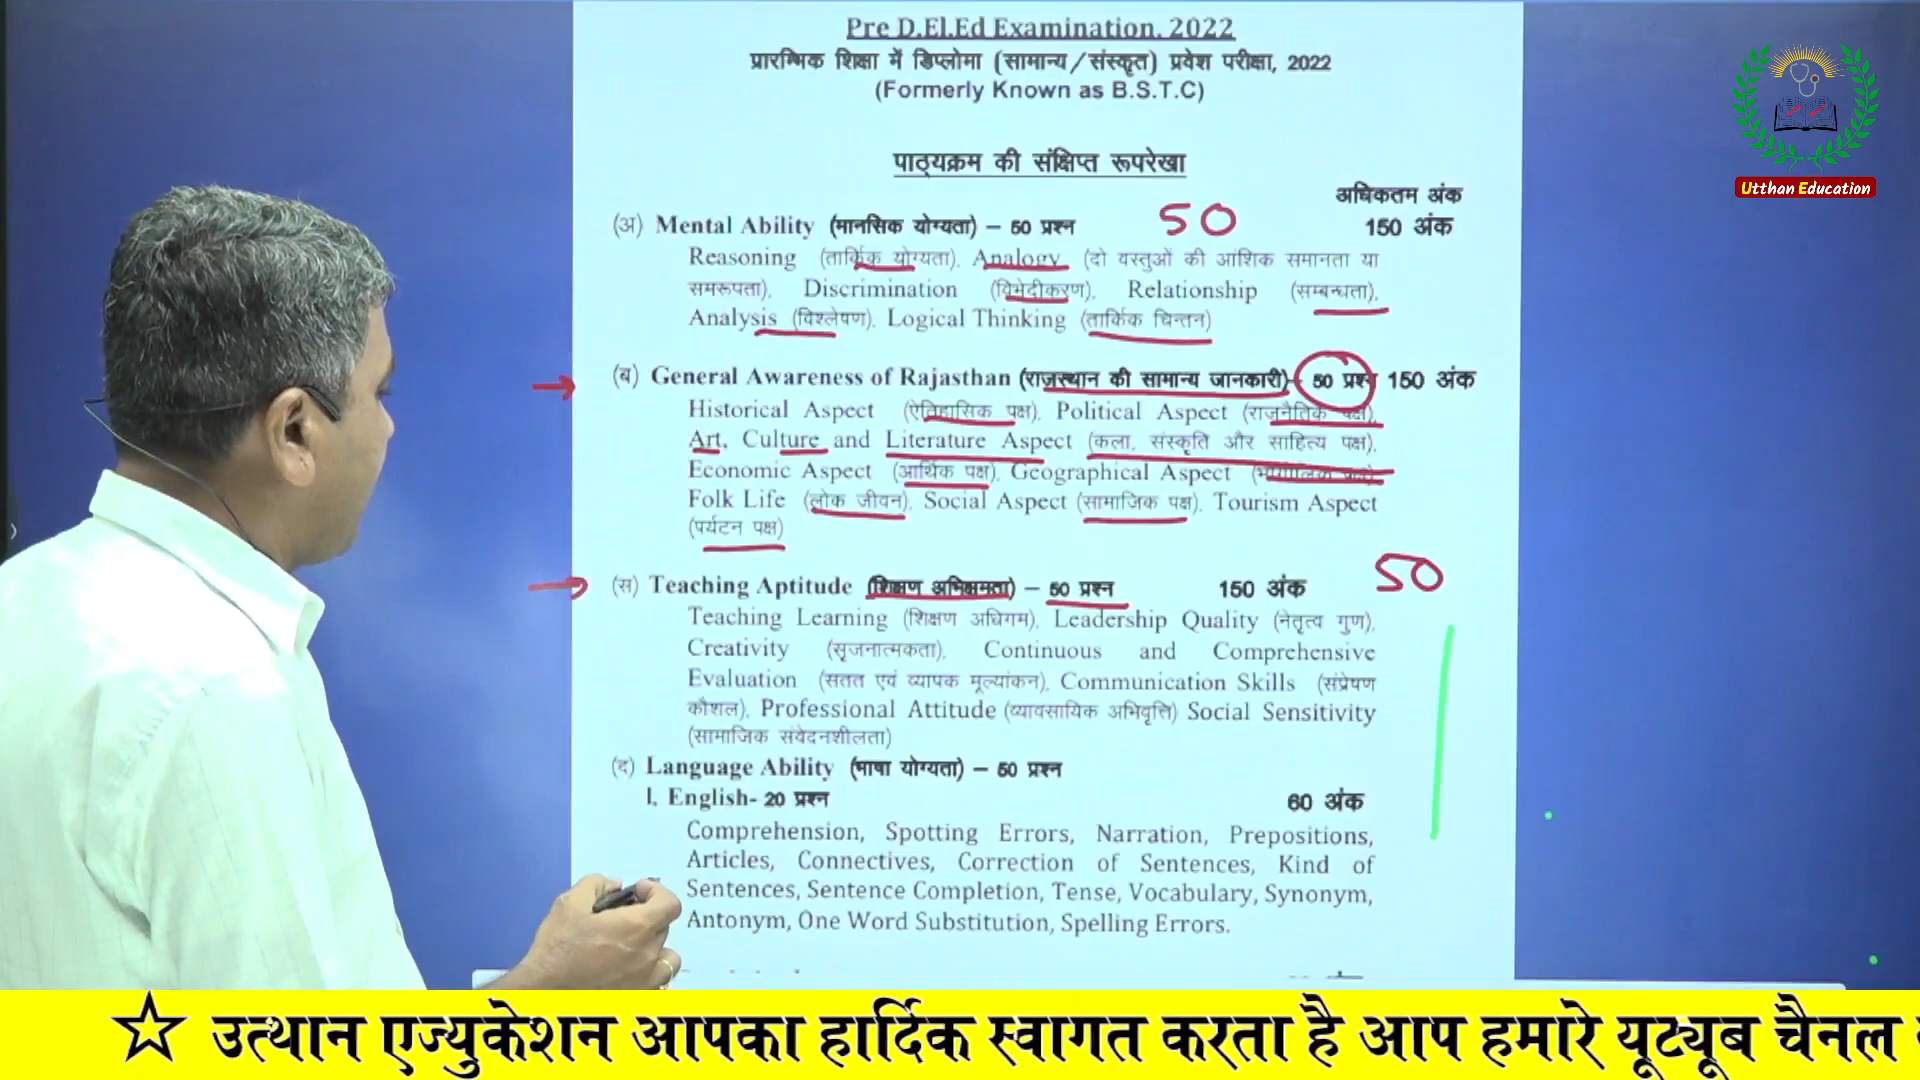 Pre D.El.Ed Examination, 2022
प्रारम्भिक शिक्षा में डिप्लोमा (सामान्य/संस्कृत) प्रवेश परीक्षा, 2022
(Formerly Known as B.S.T.C)
पाठ्यक्रम की संक्षिप्त रूपरेखा
अधिकतम अंक
(अ) Mental Ability (मानसिक योग्यता) – 50 प्रश्न 50 150 अंक
Reasoning (तार्किक योग्यता), Analogy (दो वस्तुओं की आंशिक समानता या
समरूपता), Discrimination (विभेदीकरण), Relationship (सम्बन्धता),
Analysis (विश्लेषण), Logical Thinking (तार्किक चिन्तन)
(ब) General Awareness of Rajasthan (राजस्थान की सामान्य जानकारी)- 50 प्रश्न 150 अंक
Historical Aspect (ऐतिहासिक पक्ष), Political Aspect (राजनैतिक पक्ष),
Art, Culture and Literature Aspect (कला, संस्कृति और साहित्य पक्ष),
Economic Aspect (आर्थिक पक्ष), Geographical Aspect (भौगोलिक पक्ष)
Folk Life (लोक जीवन), Social Aspect (सामाजिक पक्ष), Tourism Aspect
(पर्यटन पक्ष)
(स) Teaching Aptitude (शिक्षण अभिक्षमता) – 50 प्रश्न 150 अंक 50
Teaching Learning (शिक्षण अधिगम), Leadership Quality (नेतृत्व गुण),
Creativity (सृजनात्मकता), Continuous and Comprehensive
Evaluation (सतत एवं व्यापक मूल्यांकन), Communication Skills (संप्रेषण
कौशल), Professional Attitude (व्यावसायिक अभिवृत्ति) Social Sensitivity
(सामाजिक संवेदनशीलता)
(द) Language Ability (भाषा योग्यता) – 50 प्रश्न
I. English- 20 प्रश्न 60 अंक
Comprehension, Spotting Errors, Narration, Prepositions,
Articles, Connectives, Correction of Sentences, Kind of
Sentences, Sentence Completion, Tense, Vocabulary, Synonym,
Antonym, One Word Substitution, Spelling Errors.
Utthan Education
उत्थान एज्युकेशन आपका हार्दिक स्वागत करता है आप हमारे यूट्यूब चैनल